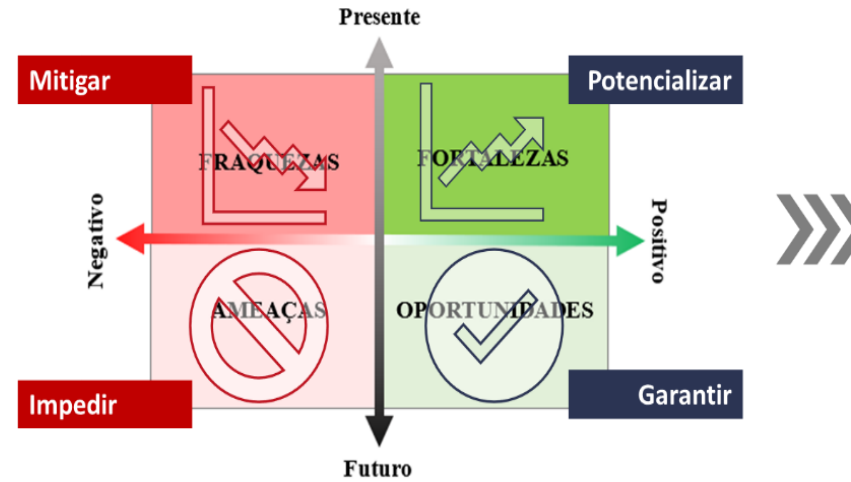 Presente
Mitigar
Potencializar
FRAQUEZAS
FORTALEZAS
Negativo
Positivo
AMEAÇAS
OPORTUNIDADES
Impedir
Garantir
Futuro